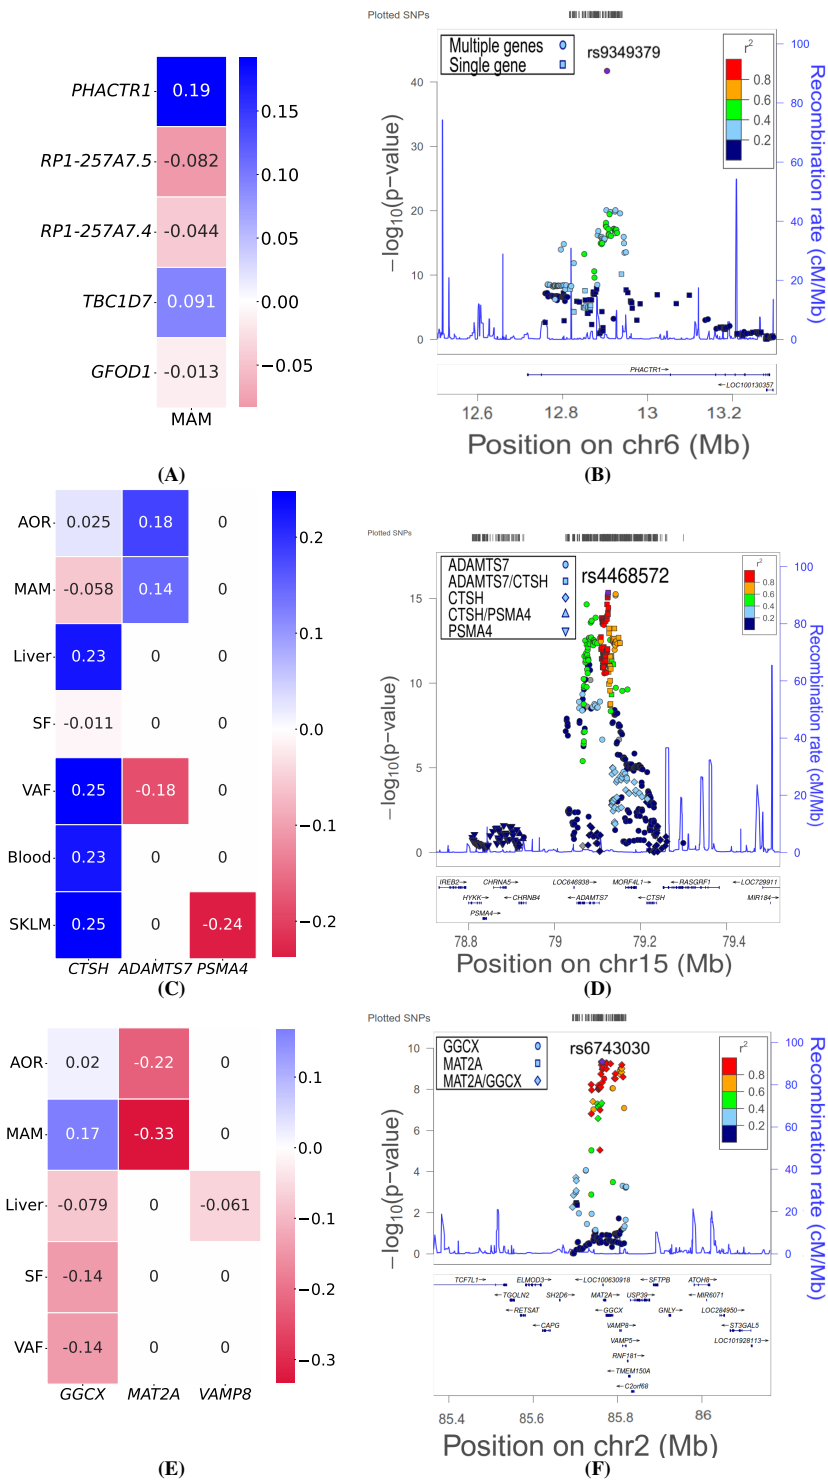 PHACTR1
RP1-257A7.5
RP1-257A7.4
TBC1D7
GFOD1
0.19
-0.082
-0.044
0.091
-0.013
MAM
0.15
0.10
0.05
0.00
−0.05
(A)
Plotted SNPs
Multiple genes
Single gene
rs9349379
r²
0.8
0.6
0.4
0.2
−log10(p−value)
40
30
20
10
0
Recombination rate (cM/Mb)
100
80
60
40
20
0
PHACTR1→
←LOC100130357
12.6 12.8 13 13.2
Position on chr6 (Mb)
(B)
AOR 0.025 0.18 0
MAM -0.058 0.14 0
Liver 0.23 0 0
SF -0.011 0 0
VAF 0.25 -0.18 0
Blood 0.23 0 0
SKLM 0.25 0 -0.24
CTSH ADAMTS7 PSMA4
0.2
0.1
0.0
−0.1
−0.2
(C)
Plotted SNPs
ADAMTS7
ADAMTS7/CTSH
CTSH
CTSH/PSMA4
PSMA4
rs4468572
r²
0.8
0.6
0.4
0.2
−log10(p−value)
15
10
5
0
Recombination rate (cM/Mb)
100
80
60
40
20
0
IREB2→ CHRNA5→ LOC646938→ MORF4L1→ ←RASGRF1 ←LOC729911
HYKK→ ←CHRNB4 ←ADAMTS7 ←CTSH MIR184→
PSMA4→
78.8 79 79.2 79.4
Position on chr15 (Mb)
(D)
AOR 0.02 -0.22 0
MAM 0.17 -0.33 0
Liver -0.079 0 -0.061
SF -0.14 0 0
VAF -0.14 0 0
GGCX MAT2A VAMP8
0.1
0.0
−0.1
−0.2
−0.3
(E)
Plotted SNPs
GGCX
MAT2A
MAT2A/GGCX
rs6743030
r²
0.8
0.6
0.4
0.2
−log10(p−value)
10
8
6
4
2
0
Recombination rate (cM/Mb)
100
80
60
40
20
0
TCF7L1→ ELMOD3→ ←LOC100630918 ←SFTPB ATOH8→
←TGOLN2 ←SH2D6 MAT2A→ USP39→ ←MIR6071
←RETSAT ←GGCX GNLY→ LOC284950→
←CAPG VAMP8→ ←ST3GAL5
VAMP5→ LOC101928113→
RNF181→
←TMEM150A
←C2orf68
85.4 85.6 85.8 86
Position on chr2 (Mb)
(F)